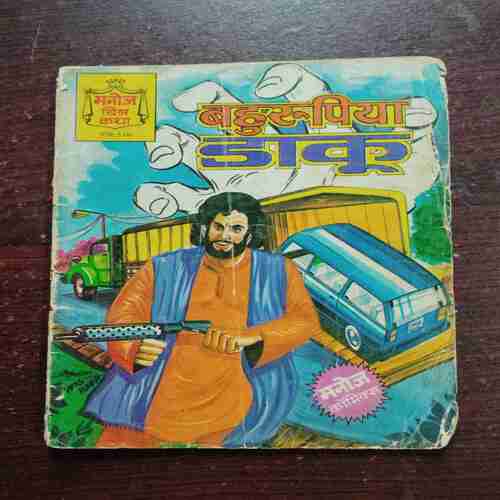 मनोज
चित्र
कथा
बहुरूपिया
डाकू
मनोज
कॉमिक्स